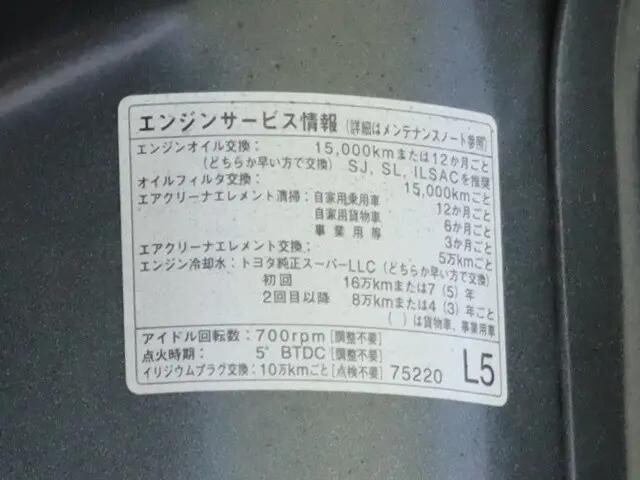 エンジンサービス情報 (詳細はメンテナンスノート参照)
エンジンオイル交換: 15,000kmまたは12か月ごと
(どちらか早い方で交換) SJ, SL, ILSACを推奨
オイルフィルタ交換: 15,000kmごと
エアクリーナエレメント清掃: 自家用乗用車 12か月ごと
自家用貨物車 6か月ごと
事業用等 3か月ごと
エアクリーナエレメント交換: 5万kmごと
エンジン冷却水: トヨタ純正スーパーLLC (どちらか早い方で交換)
初回 16万kmまたは7 (5) 年
2回目以降 8万kmまたは4 (3) 年ごと
( )は貨物車、事業用車
アイドル回転数: 700rpm [調整不要]
点火時期: 5° BTDC [調整不要]
イリジウムプラグ交換: 10万kmごと [点検不要] 75220 L5